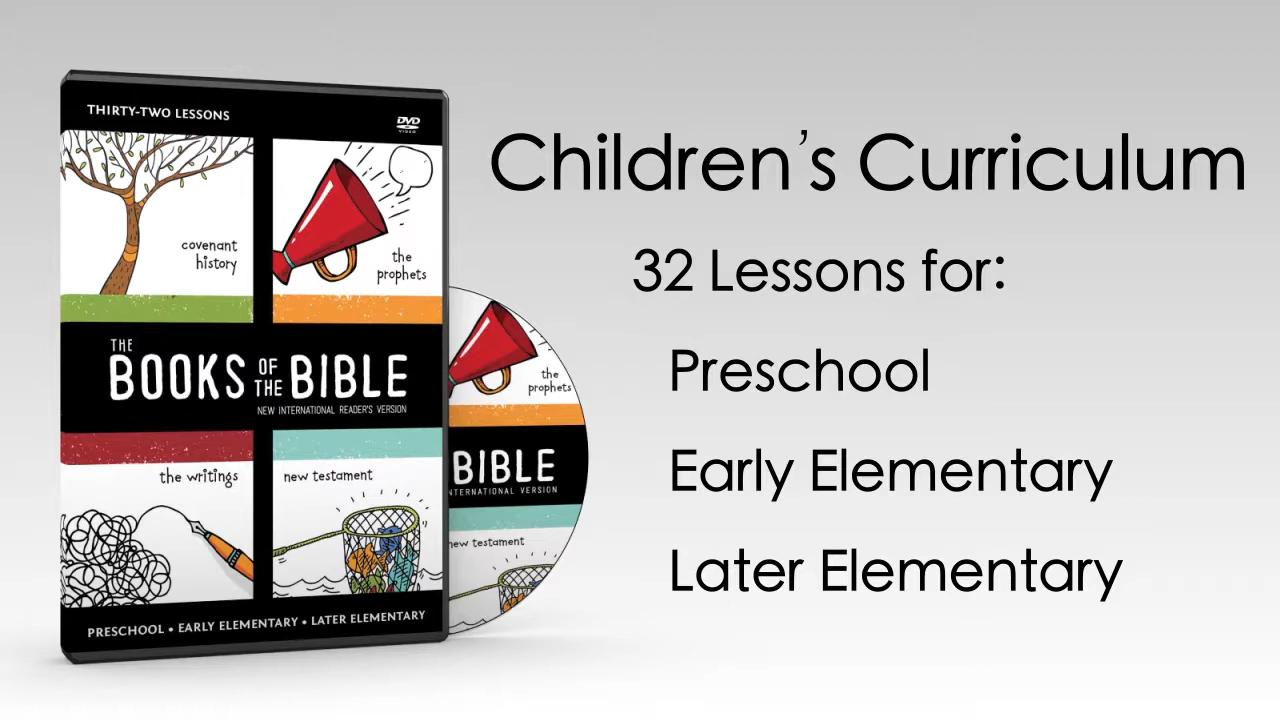 THIRTY-TWO LESSONS
DVD
VIDEO
covenant
history
the
prophets
THE
BOOKS OF THE BIBLE
NEW INTERNATIONAL READER'S VERSION
the writings
new testament
PRESCHOOL • EARLY ELEMENTARY • LATER ELEMENTARY
the
prophets
BIBLE
NTERNATIONAL VERSION
new testament
Children's Curriculum
32 Lessons for:
Preschool
Early Elementary
Later Elementary